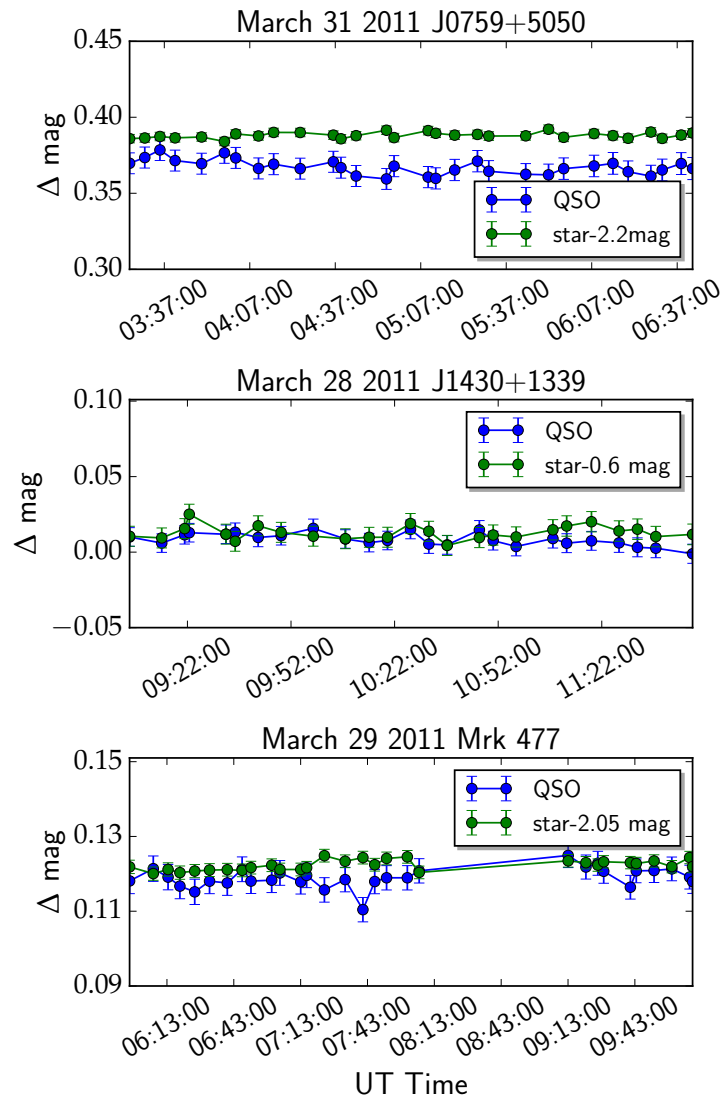 March 31 2011 J0759+5050
0.45
0.40
0.35
0.30
Δ mag
QSO
star-2.2mag
03:37:00
04:07:00
04:37:00
05:07:00
05:37:00
06:07:00
06:37:00
March 28 2011 J1430+1339
0.10
0.05
0.00
−0.05
Δ mag
QSO
star-0.6 mag
09:22:00
09:52:00
10:22:00
10:52:00
11:22:00
March 29 2011 Mrk 477
0.15
0.13
0.11
0.09
Δ mag
QSO
star-2.05 mag
06:13:00
06:43:00
07:13:00
07:43:00
08:13:00
08:43:00
09:13:00
09:43:00
UT Time